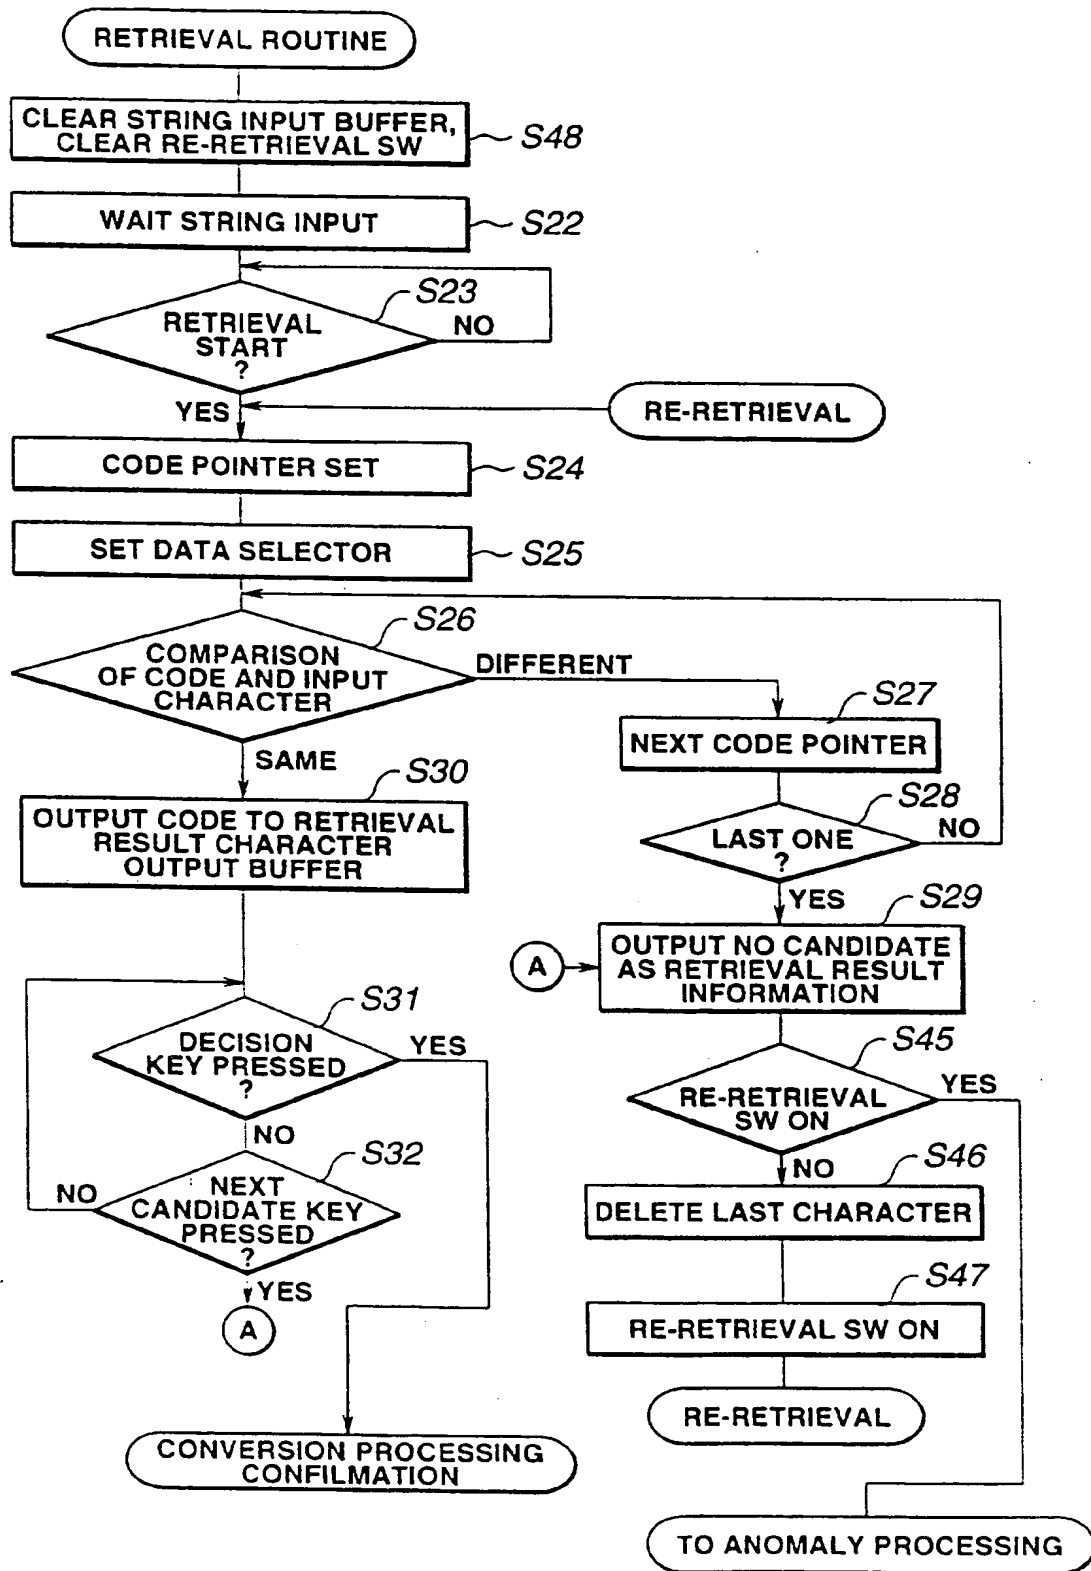 RETRIEVAL ROUTINE
CLEAR STRING INPUT BUFFER,
CLEAR RE-RETRIEVAL SW
S48
WAIT STRING INPUT
S22
S23
RETRIEVAL
START
?
NO
YES
RE-RETRIEVAL
CODE POINTER SET
S24
SET DATA SELECTOR
S25
S26
COMPARISON
OF CODE AND INPUT
CHARACTER
DIFFERENT
SAME
S27
NEXT CODE POINTER
S28
LAST ONE
?
NO
YES
S30
OUTPUT CODE TO RETRIEVAL
RESULT CHARACTER
OUTPUT BUFFER
S29
A
OUTPUT NO CANDIDATE
AS RETRIEVAL RESULT
INFORMATION
S31
DECISION
KEY PRESSED
?
YES
NO
S32
NEXT
CANDIDATE KEY
PRESSED
?
NO
YES
A
S45
RE-RETRIEVAL
SW ON
YES
NO
S46
DELETE LAST CHARACTER
S47
RE-RETRIEVAL SW ON
RE-RETRIEVAL
CONVERSION PROCESSING
CONFILMATION
TO ANOMALY PROCESSING